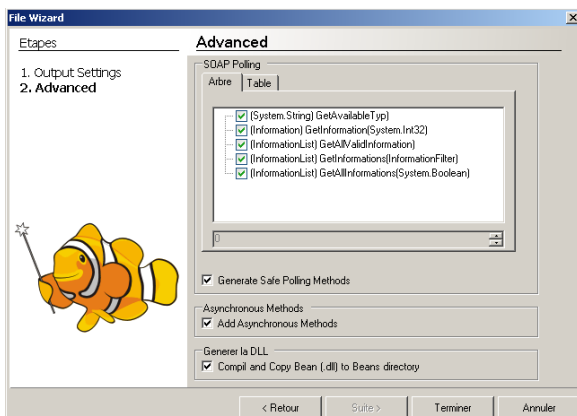 File Wizard
Etapes
1. Output Settings
2. Advanced
Advanced
SOAP Polling
Arbre
Table
(System.String) GetAvailableTyp)
(Information) GetInformation(System.Int32)
(InformationList) GetAllValidInformation)
(InformationList) GetInformations(InformationFilter)
(InformationList) GetAllInformations(System.Boolean)
0
Generate Safe Polling Methods
Asynchronous Methods
Add Asynchronous Methods
Generer la DLL
Compil and Copy Bean (.dll) to Beans directory
< Retour
Suite >
Terminer
Annuler